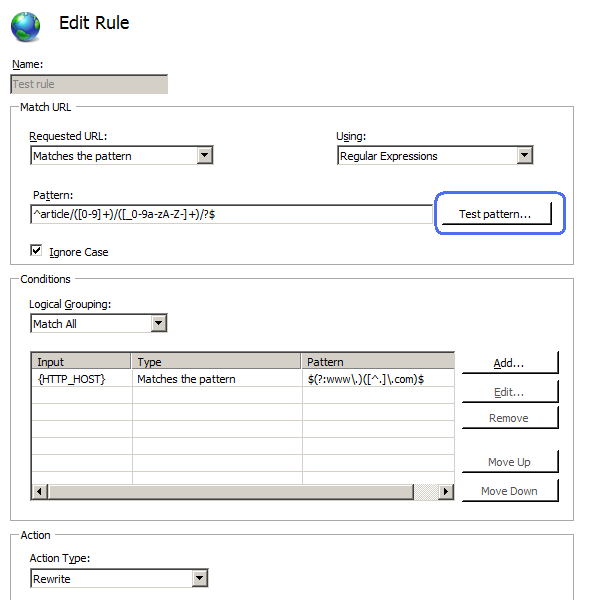 Edit Rule
Name:
Test rule
Match URL
Requested URL:
Using:
Matches the pattern
Regular Expressions
Pattern:
^article/([0-9]+)/([_0-9a-zA-Z-]+)/?$
Test pattern...
Ignore Case
Conditions
Logical Grouping:
Match All
Input Type Pattern
{HTTP_HOST} Matches the pattern $(?:www\.)([^.]\.com)$
Add...
Edit...
Remove
Move Up
Move Down
Action
Action Type:
Rewrite